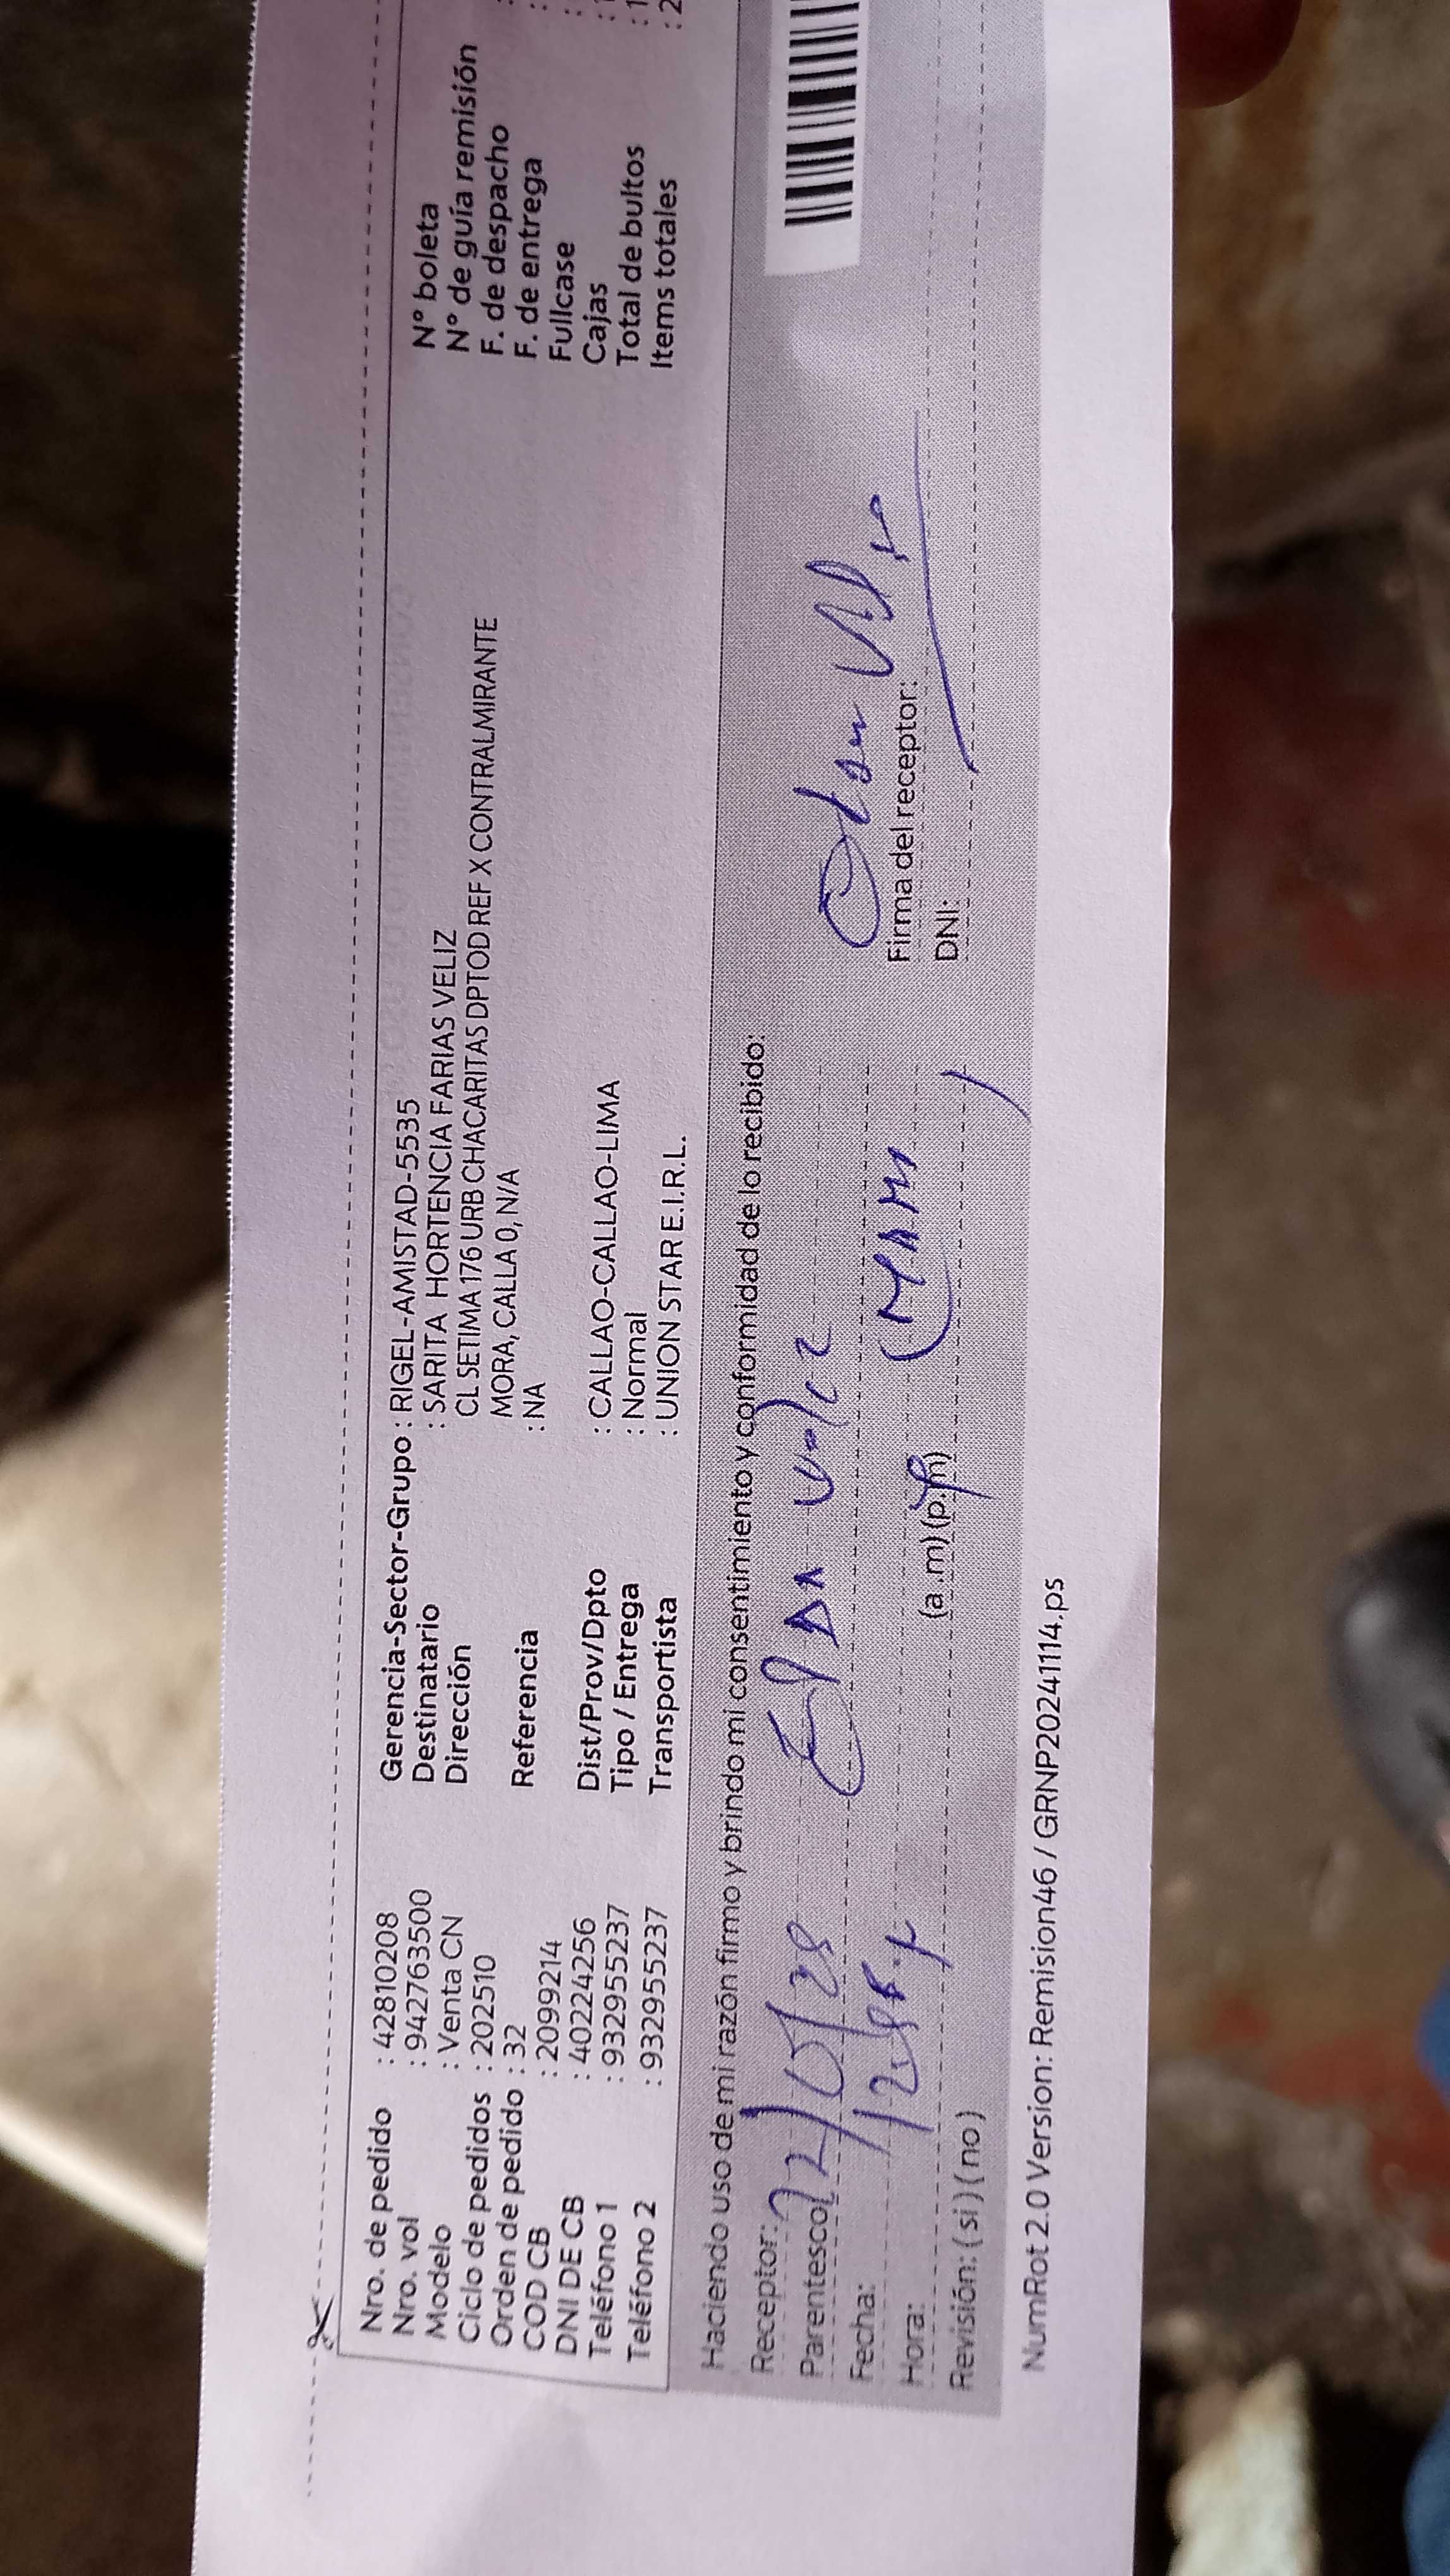 Nro. de pedido : 42810208
Nro. vol : 942763500
Modelo : Venta CN
Ciclo de pedidos : 202510
Orden de pedido : 32
COD CB : 2099214
DNI DE CB : 40224256
Teléfono 1 : 932955237
Teléfono 2 : 932955237
Gerencia-Sector-Grupo : RIGEL-AMISTAD-5535
Destinatario : SARITA HORTENCIA FARIAS VELIZ
Dirección CL SETIMA 176 URB CHACARITAS DPTOD REF X CONTRALMIRANTE
MORA, CALLA 0, N/A
Referencia : NA
Dist/Prov/Dpto : CALLAO-CALLAO-LIMA
Tipo / Entrega : Normal
Transportista : UNION STAR E.I.R.L.
N° boleta
N° de guía remisión
F. de despacho :
F. de entrega :
Fullcase :
Cajas :
Total de bultos : 1
Items totales : 2
Haciendo uso de mi razón firmo y brindo mi consentimiento y conformidad de lo recibido:
Receptor:
Parentesco
Fecha:
Hora: (a .m) (p.m)
Revisión: ( si ) ( no )
(MAMI)
Firma del receptor:
DNI:
NumRot 2.0 Version: Remision46 / GRNP20241114.ps